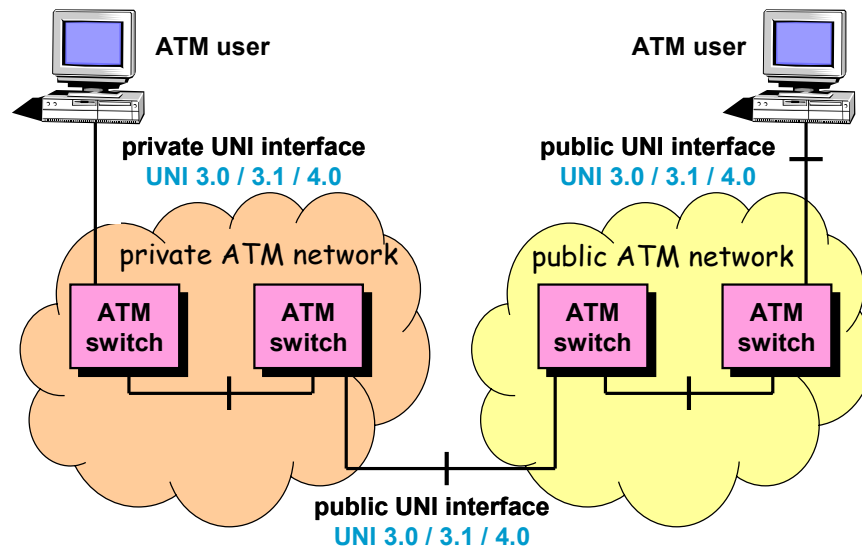 ATM user
ATM user
private UNI interface
UNI 3.0 / 3.1 / 4.0
public UNI interface
UNI 3.0 / 3.1 / 4.0
private ATM network
public ATM network
ATM
switch
ATM
switch
ATM
switch
ATM
switch
public UNI interface
UNI 3.0 / 3.1 / 4.0